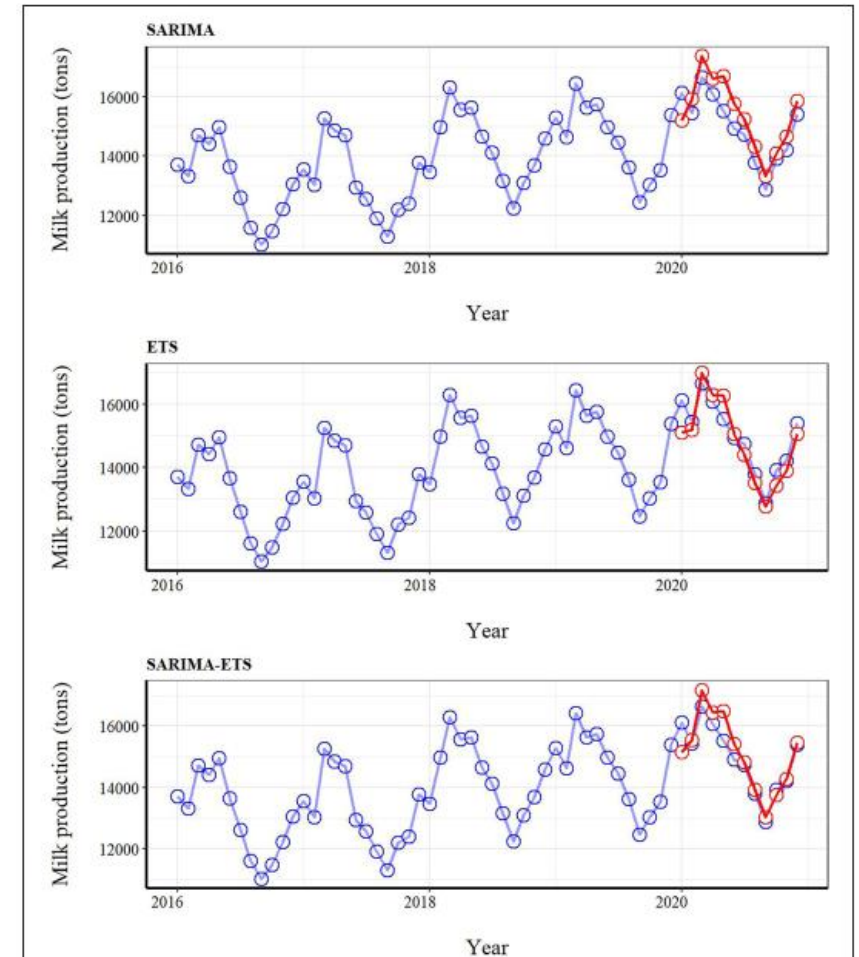 SARIMA
Milk production (tons)
16000
14000
12000
2016 2018 2020
Year
ETS
Milk production (tons)
16000
14000
12000
2016 2018 2020
Year
SARIMA-ETS
Milk production (tons)
16000
14000
12000
2016 2018 2020
Year